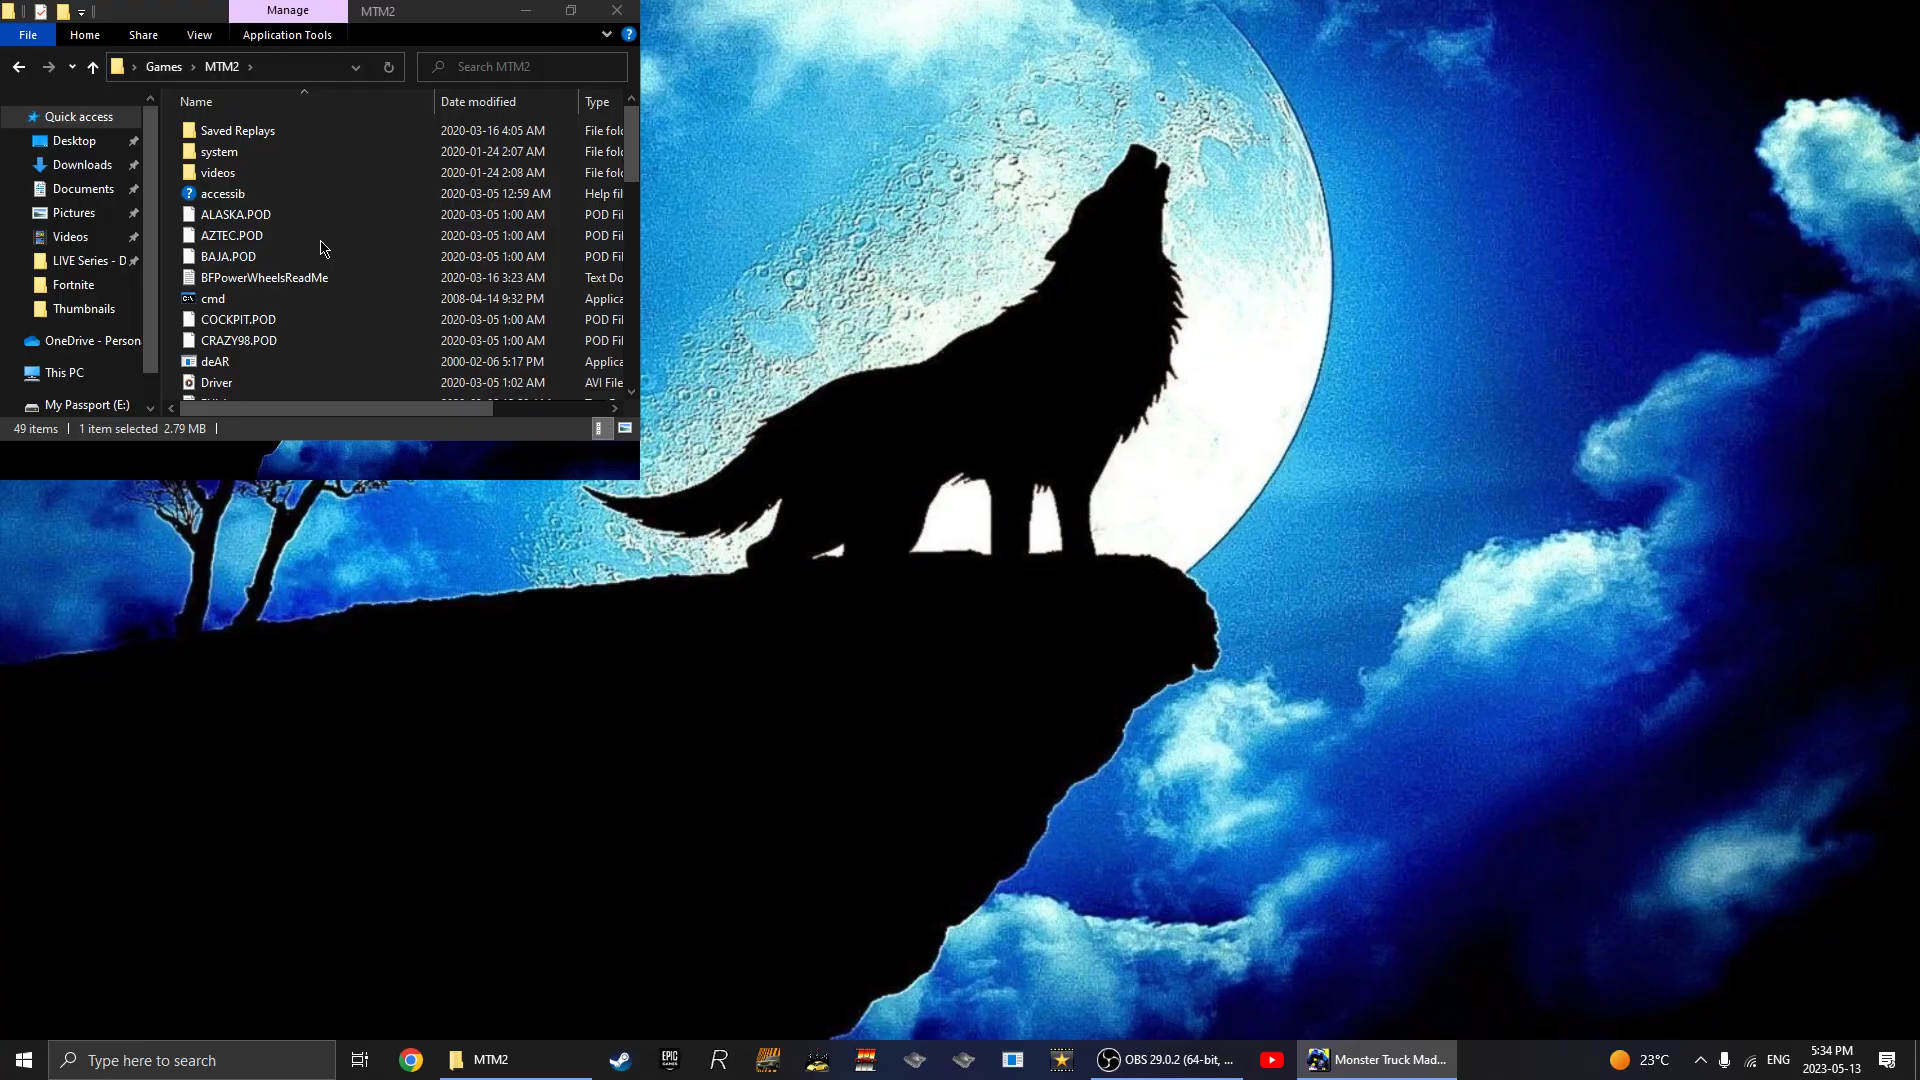 Manage
MTM2
File
Home
Share
View
Application Tools
Games
MTM2
Search MTM2
Name
Date modified
Type
Quick access
Desktop
Downloads
Documents
Pictures
Videos
LIVE Series - D
Fortnite
Thumbnails
OneDrive - Person
This PC
My Passport (E:)
Saved Replays 2020-03-16 4:05 AM File fol
system 2020-01-24 2:07 AM File fol
videos 2020-01-24 2:08 AM File fol
accessib 2020-03-05 12:59 AM Help fil
ALASKA.POD 2020-03-05 1:00 AM POD Fi
AZTEC.POD 2020-03-05 1:00 AM POD Fi
BAJA.POD 2020-03-05 1:00 AM POD Fi
BFPowerWheelsReadMe 2020-03-16 3:23 AM Text Do
cmd 2008-04-14 9:32 PM Applica
COCKPIT.POD 2020-03-05 1:00 AM POD Fi
CRAZY98.POD 2020-03-05 1:00 AM POD Fi
deAR 2000-02-06 5:17 PM Applica
Driver 2020-03-05 1:02 AM AVI File
49 items
1 item selected 2.79 MB
Type here to search
MTM2
EPIC GAMES
OBS 29.0.2 (64-bit, ...
Monster Truck Mad...
23°C
ENG
5:34 PM
2023-05-13